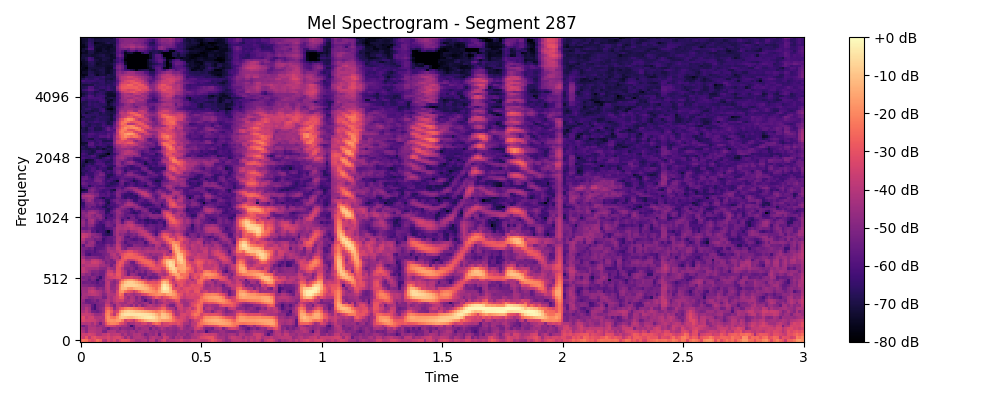 Mel Spectrogram - Segment 287
Frequency
4096
2048
1024
512
0
0
0.5
1
1.5
2
2.5
3
Time
+0 dB
-10 dB
-20 dB
-30 dB
-40 dB
-50 dB
-60 dB
-70 dB
-80 dB